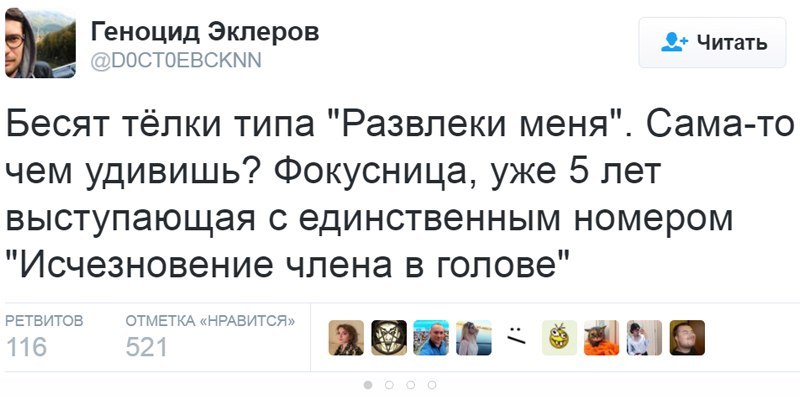 Геноцид Эклеров
@D0CT0EBCKNN
Читать
Бесят тёлки типа "Развлеки меня". Сама-то
чем удивишь? Фокусница, уже 5 лет
выступающая с единственным номером
"Исчезновение члена в голове"
РЕТВИТОВ
116
ОТМЕТКА «НРАВИТСЯ»
521